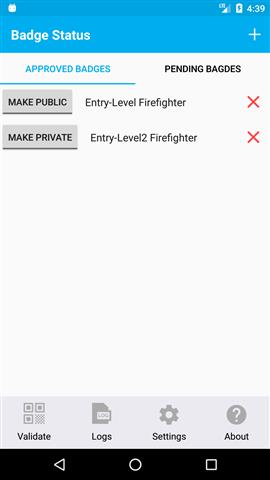 4:39
Badge Status
APPROVED BADGES PENDING BAGDES
MAKE PUBLIC Entry-Level Firefighter
MAKE PRIVATE Entry-Level2 Firefighter
LOG
Validate Logs Settings About